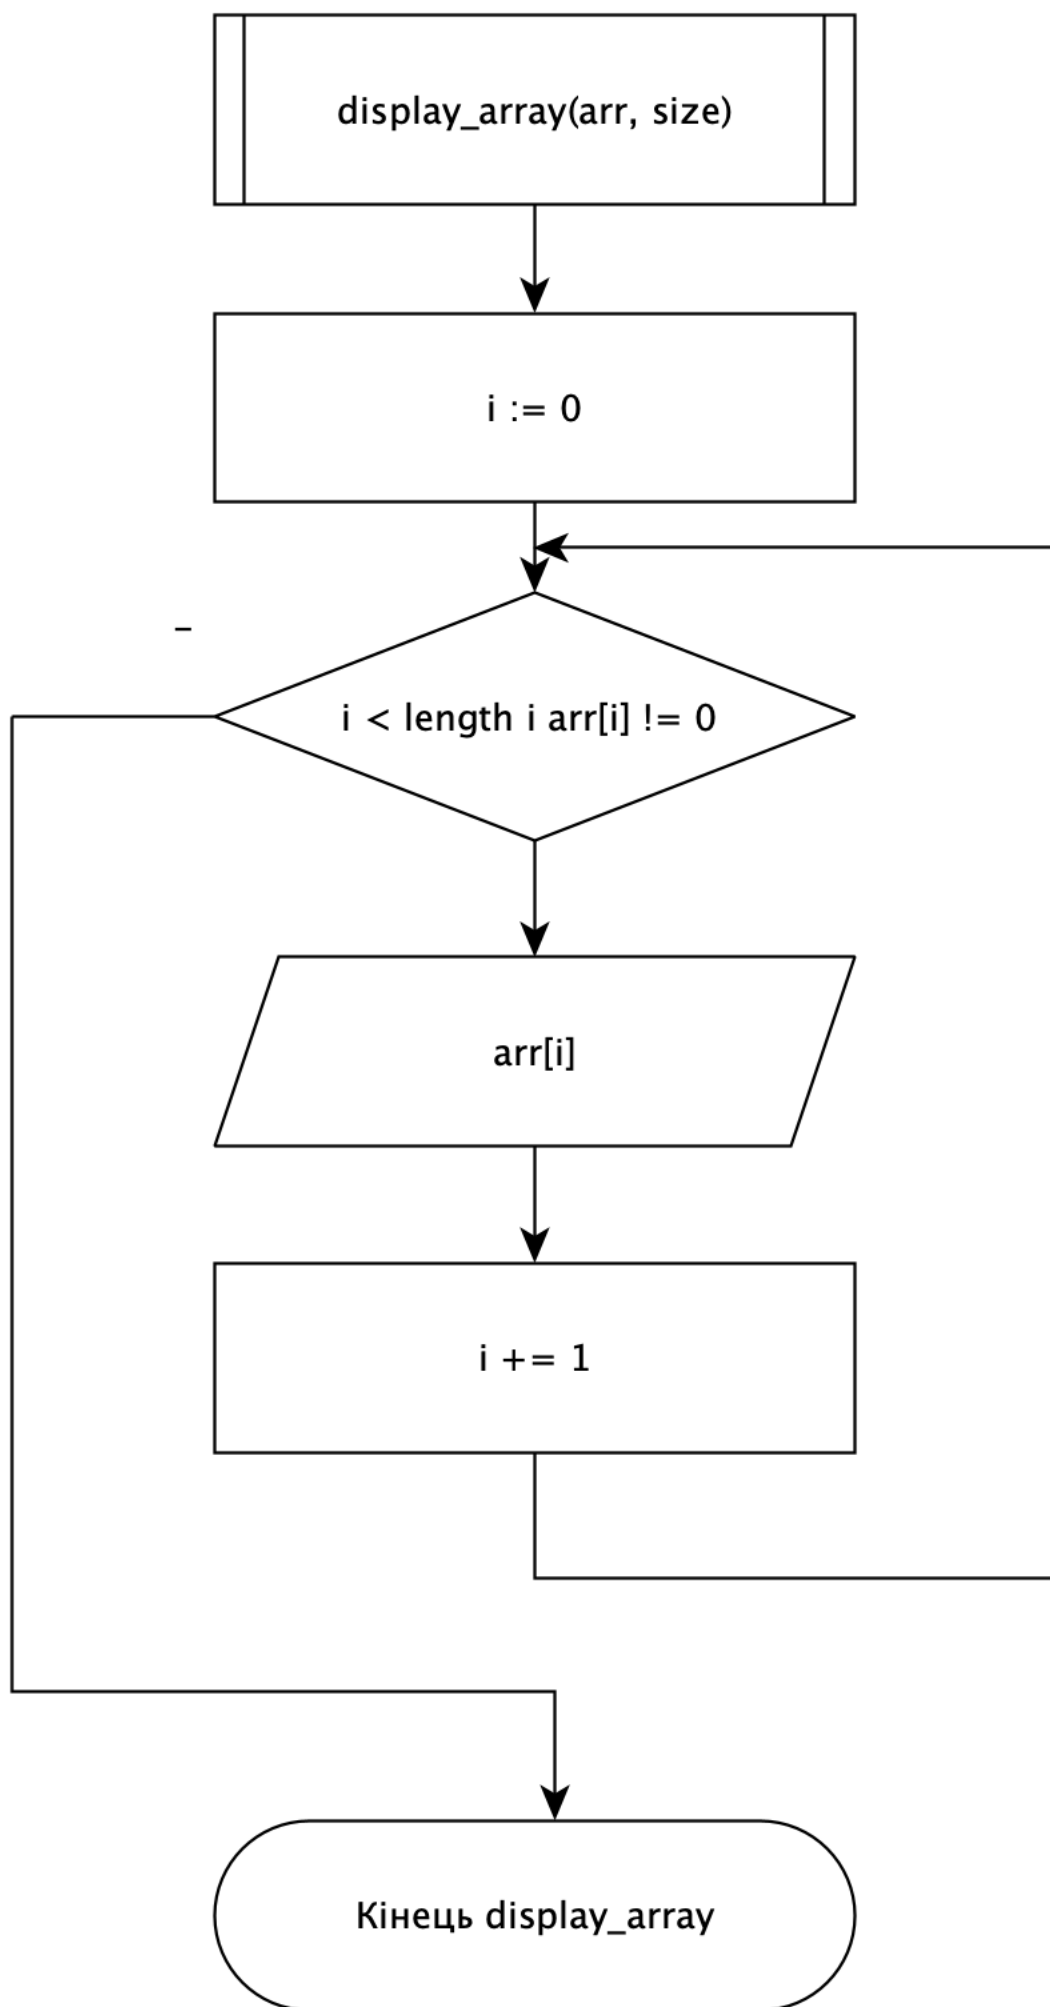 display_array(arr, size)
i := 0
–
i < length і arr[i] != 0
arr[i]
i += 1
Кінець display_array